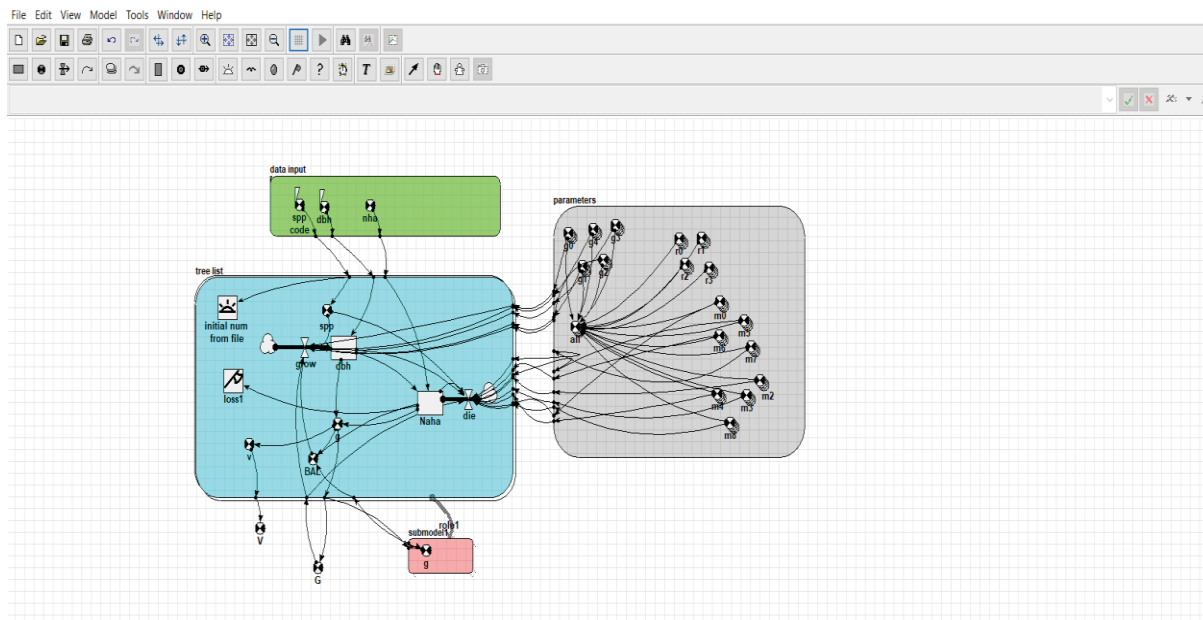 File Edit View Model Tools Window Help
T
data input
spp
code
dbh
nha
parameters
g0
g4
g3
g1
g2
r0
r1
r2
r3
m0
m5
m6
m7
all
m2
m4
m3
m8
tree list
initial num
from file
spp
grow
dbh
loss1
Naha
die
g
v
BAL
V
G
role1
submodel1
g